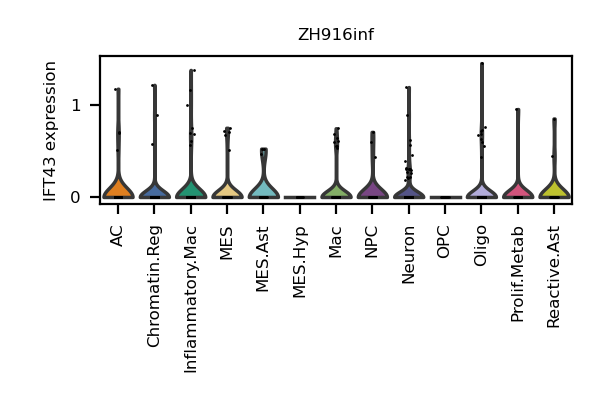 ZH916inf
IFT43 expression
1
0
AC
Chromatin.Reg
Inflammatory.Mac
MES
MES.Ast
MES.Hyp
Mac
NPC
Neuron
OPC
Oligo
Prolif.Metab
Reactive.Ast